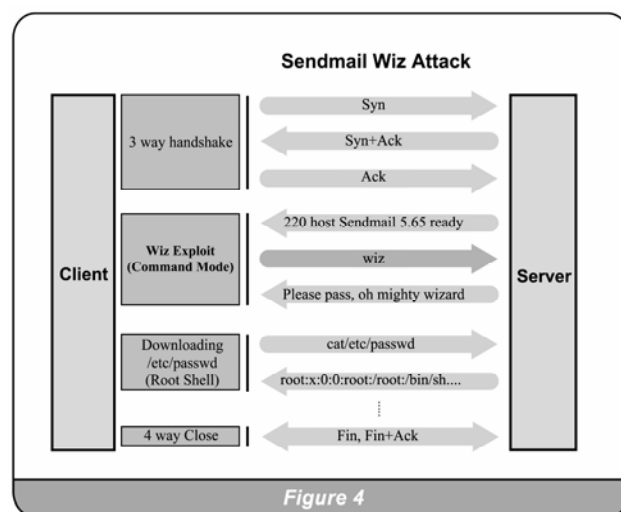 Sendmail Wiz Attack
Client
3 way handshake
Syn
Syn+Ack
Ack
Wiz Exploit
(Command Mode)
220 host Sendmail 5.65 ready
wiz
Please pass, oh mighty wizard
Server
Downloading
/etc/passwd
(Root Shell)
cat/etc/passwd
root:x:0:0:root:/root:/bin/sh....
4 way Close
Fin, Fin+Ack
Figure 4